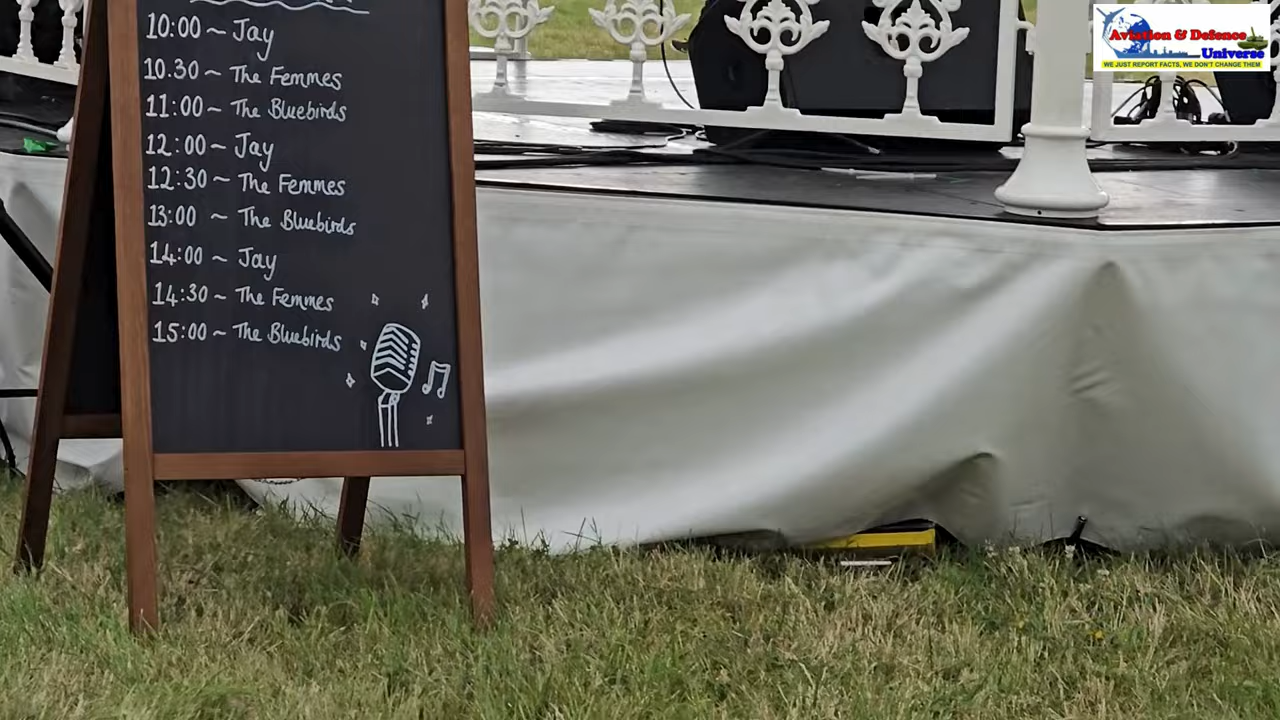 10:00 ~ Jay
10.30 ~ The Femmes
11:00 ~ The Bluebirds
12:00 ~ Jay
12:30 ~ The Femmes
13:00 ~ The Bluebirds
14:00 ~ Jay
14:30 ~ The Femmes
15:00 ~ The Bluebirds
Aviation & Defence
Universe
WE JUST REPORT FACTS, WE DON'T CHANGE THEM